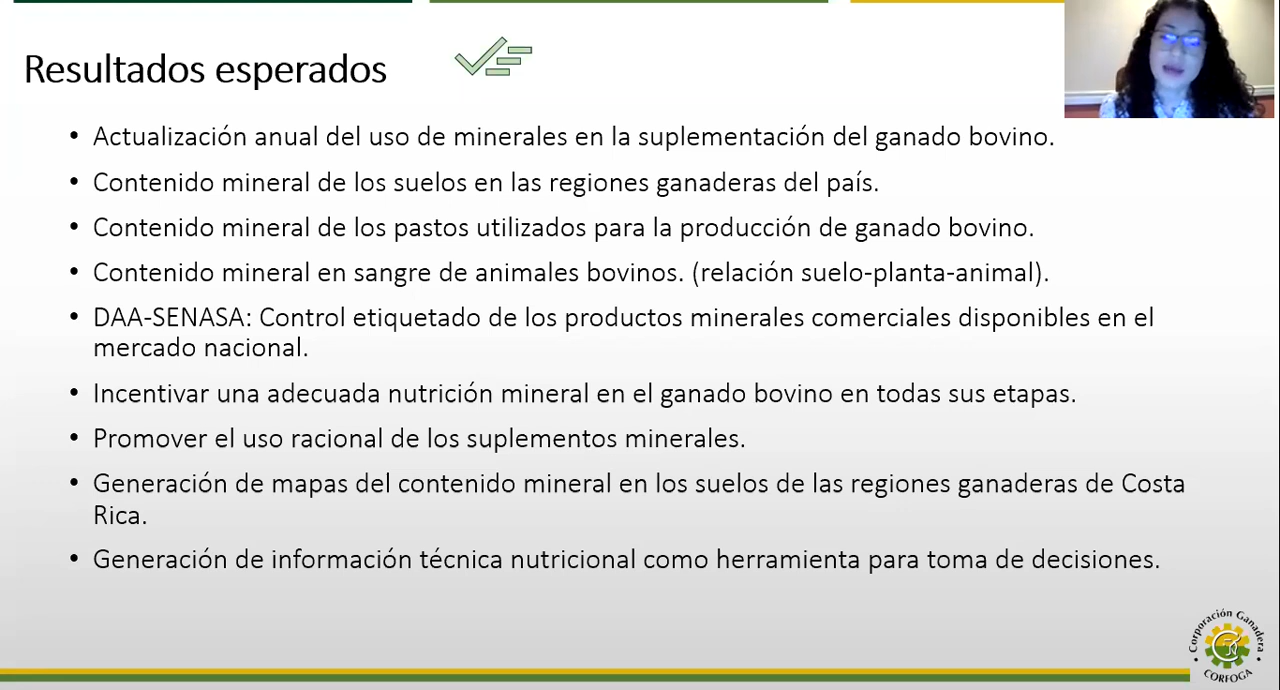 Resultados esperados
• Actualización anual del uso de minerales en la suplementación del ganado bovino.
• Contenido mineral de los suelos en las regiones ganaderas del país.
• Contenido mineral de los pastos utilizados para la producción de ganado bovino.
• Contenido mineral en sangre de animales bovinos. (relación suelo-planta-animal).
• DAA-SENASA: Control etiquetado de los productos minerales comerciales disponibles en el
mercado nacional.
• Incentivar una adecuada nutrición mineral en el ganado bovino en todas sus etapas.
• Promover el uso racional de los suplementos minerales.
• Generación de mapas del contenido mineral en los suelos de las regiones ganaderas de Costa
Rica.
• Generación de información técnica nutricional como herramienta para toma de decisiones.
Corporación Ganadera
• CORFOGA •